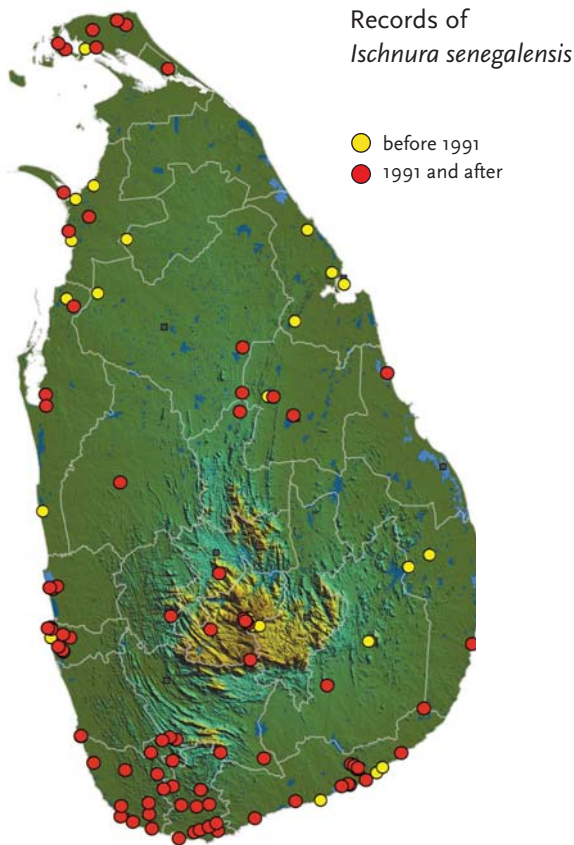 Records of
Ischnura senegalensis
before 1991
1991 and after